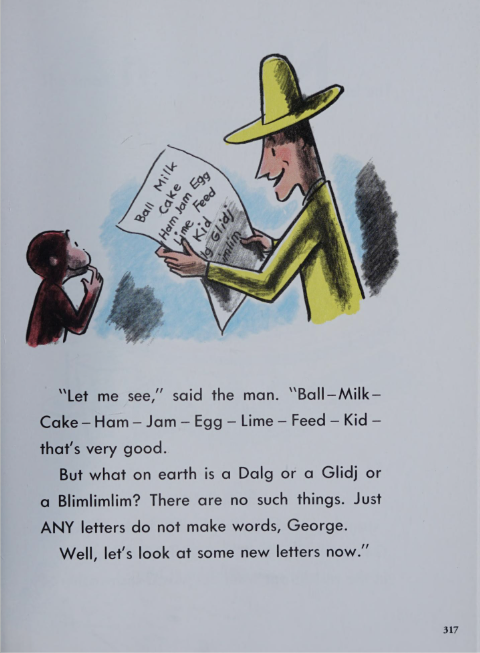 Ball Milk
Cake
Ham Jam Egg
Lime Feed
Kid
Glidj
"Let me see," said the man. "Ball–Milk–
Cake – Ham – Jam – Egg – Lime – Feed – Kid –
that's very good.
But what on earth is a Dalg or a Glidj or
a Blimlimlim? There are no such things. Just
ANY letters do not make words, George.
Well, let's look at some new letters now."
317